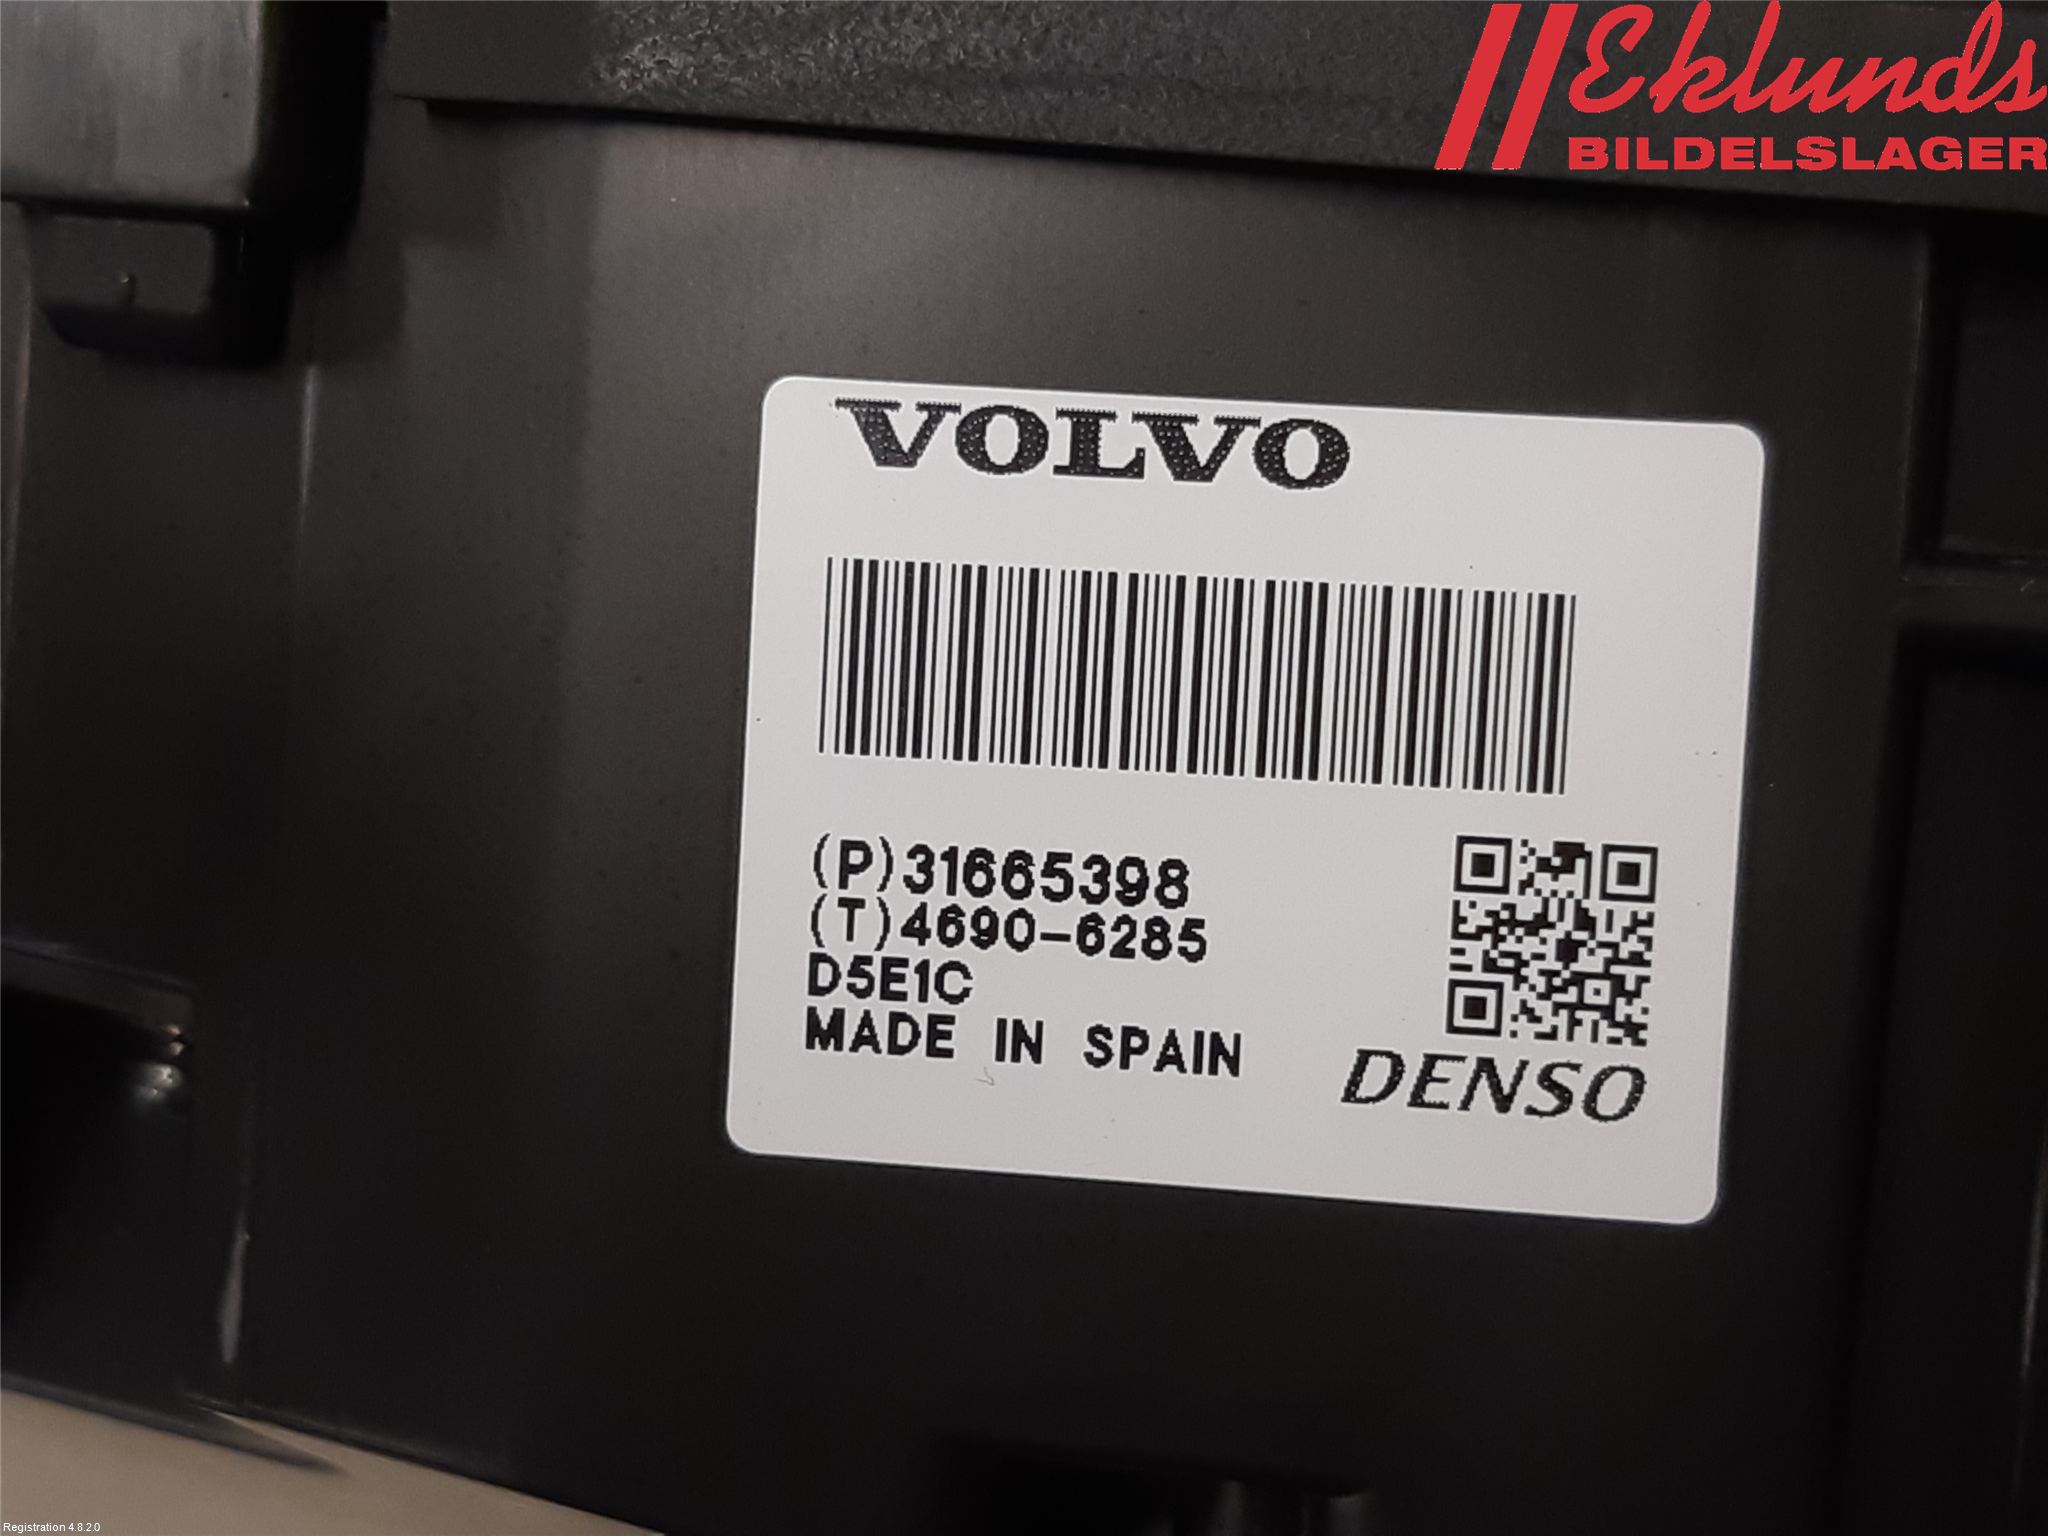 Eklunds
BILDELSLAGER
VOLVO
(P)31665398
(T)4690-6285
D5E1C
MADE IN SPAIN
DENSO
Registration 4.8.2.0